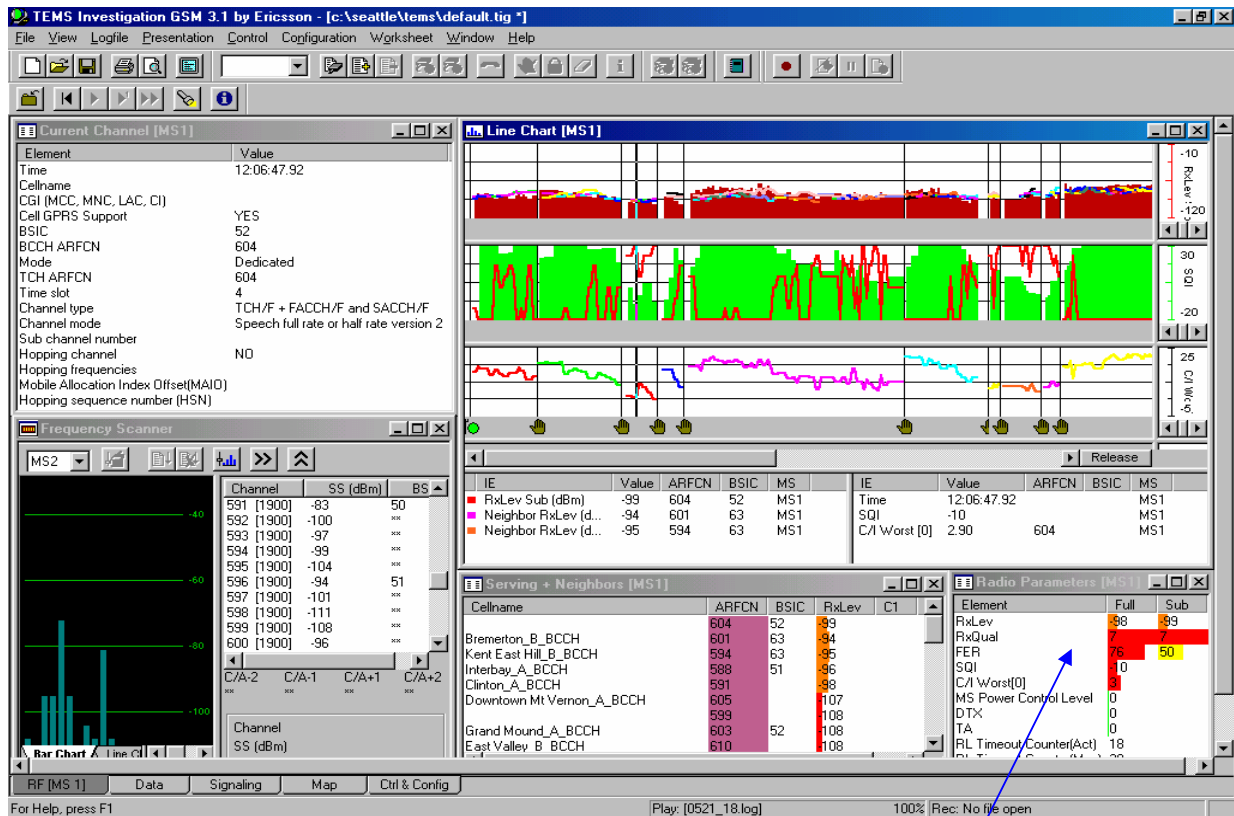 TEMS Investigation GSM 3.1 by Ericsson - [c:\seattle\tems\default.tig *]
File View Logfile Presentation Control Configuration Worksheet Window Help
Current Channel [MS1]
Element Value
Time 12:06:47.92
Cellname
CGI (MCC, MNC, LAC, CI)
Cell GPRS Support YES
BSIC 52
BCCH ARFCN 604
Mode Dedicated
TCH ARFCN 604
Time slot 4
Channel type TCH/F + FACCH/F and SACCH/F
Channel mode Speech full rate or half rate version 2
Sub channel number
Hopping channel NO
Hopping frequencies
Mobile Allocation Index Offset(MAIO)
Hopping sequence number (HSN)
Line Chart [MS1]
-10
RxLev
-120
30
SQI
-20
25
C/I Wc
-5.
Release
IE Value ARFCN BSIC MS
RxLev Sub (dBm) -99 604 52 MS1
Neighbor RxLev (d... -94 601 63 MS1
Neighbor RxLev (d... -95 594 63 MS1
IE Value ARFCN BSIC MS
Time 12:06:47.92 MS1
SQI -10 MS1
C/I Worst [0] 2.90 604 MS1
Frequency Scanner
MS2
-40
-60
-80
-100
Channel SS (dBm) BS
591 [1900] -83 50
592 [1900] -100 **
593 [1900] -97 **
594 [1900] -99 **
595 [1900] -104 **
596 [1900] -94 51
597 [1900] -101 **
598 [1900] -111 **
599 [1900] -108 **
600 [1900] -96 **
C/A-2 C/A-1 C/A+1 C/A+2
** ** ** **
Channel
SS (dBm)
Bar Chart Line Cl
Serving + Neighbors [MS1]
Cellname ARFCN BSIC RxLev C1
604 52 -99
Bremerton_B_BCCH 601 63 -94
Kent East Hill_B_BCCH 594 63 -95
Interbay_A_BCCH 588 51 -96
Clinton_A_BCCH 591 -98
Downtown Mt Vernon_A_BCCH 605 -107
599 -108
Grand Mound_A_BCCH 603 52 -108
East Valley_B_BCCH 610 -108
Radio Parameters [MS1]
Element Full Sub
RxLev -98 -99
RxQual 7 7
FER 76 50
SQI -10
C/I Worst[0] 3
MS Power Control Level 0
DTX 0
TA 0
RL Timeout Counter(Act) 18
RF [MS 1] Data Signaling Map Ctrl & Config
For Help, press F1 Play: [0521_18.log] 100% Rec: No file open